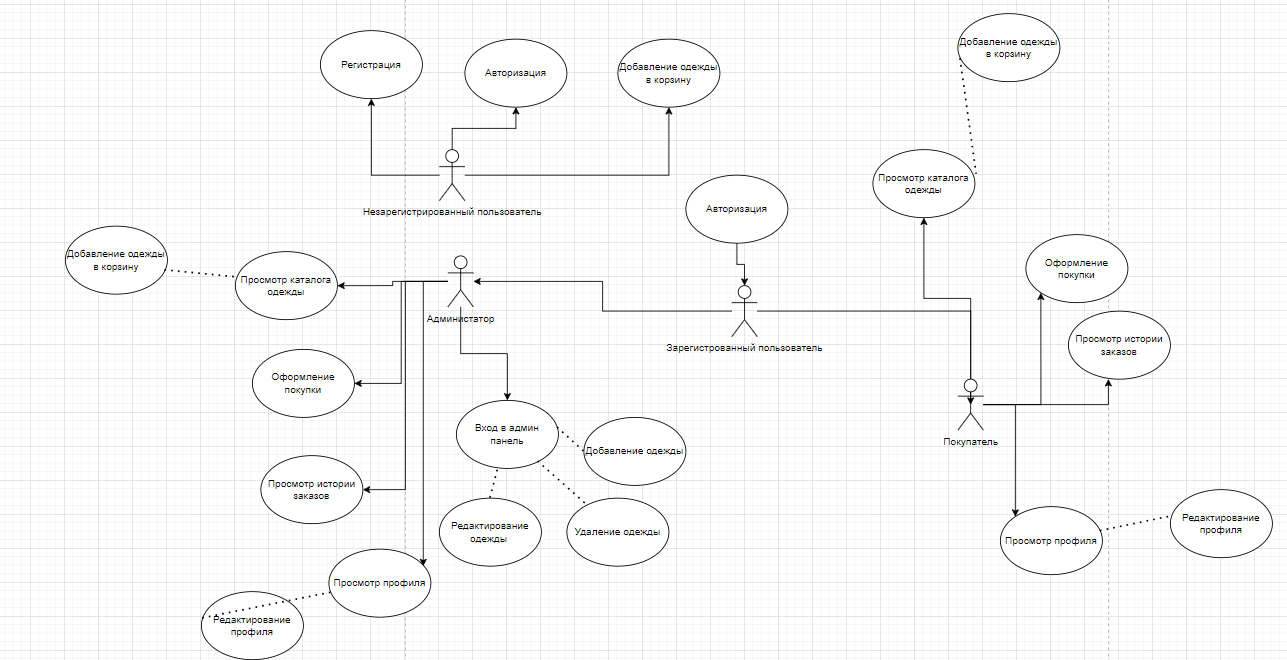 Регистрация
Авторизация
Добавление одежды
в корзину
Незарегистрированный пользователь
Добавление одежды
в корзину
Просмотр каталога
одежды
Авторизация
Зарегистрованный пользователь
Добавление одежды
в корзину
Просмотр каталога
одежды
Администатор
Оформление
покупки
Просмотр истории
заказов
Оформление
покупки
Вход в админ
панель
Добавление одежды
Покупатель
Просмотр истории
заказов
Редактирование
одежды
Удаление одежды
Просмотр профиля
Редактирование
профиля
Просмотр профиля
Редактирование
профиля